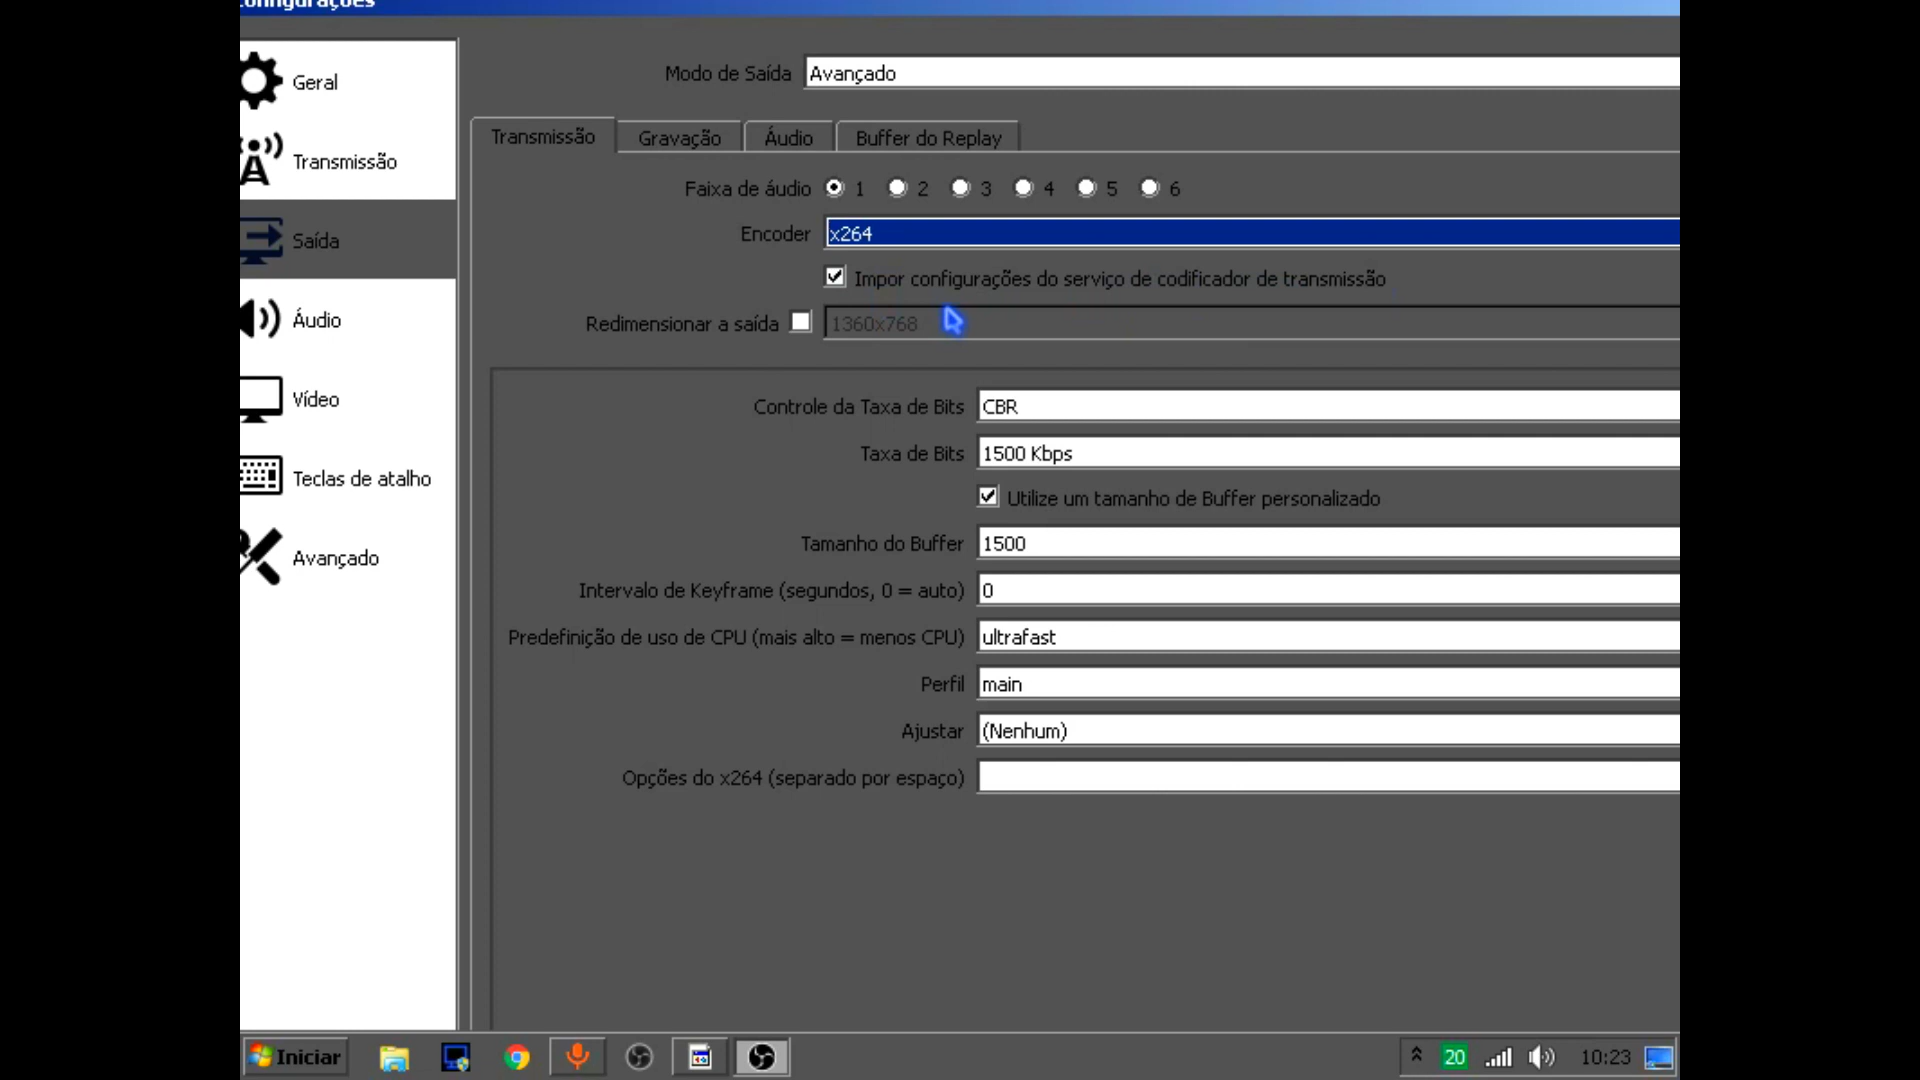 Configurações
Geral
Transmissão
Saída
Áudio
Vídeo
Teclas de atalho
Avançado
Modo de Saída Avançado
Transmissão Gravação Áudio Buffer do Replay
Faixa de áudio 1 2 3 4 5 6
Encoder x264
Impor configurações do serviço de codificador de transmissão
Redimensionar a saída 1360x768
Controle da Taxa de Bits CBR
Taxa de Bits 1500 Kbps
Utilize um tamanho de Buffer personalizado
Tamanho do Buffer 1500
Intervalo de Keyframe (segundos, 0 = auto) 0
Predefinição de uso de CPU (mais alto = menos CPU) ultrafast
Perfil main
Ajustar (Nenhum)
Opções do x264 (separado por espaço)
Iniciar 20 10:23